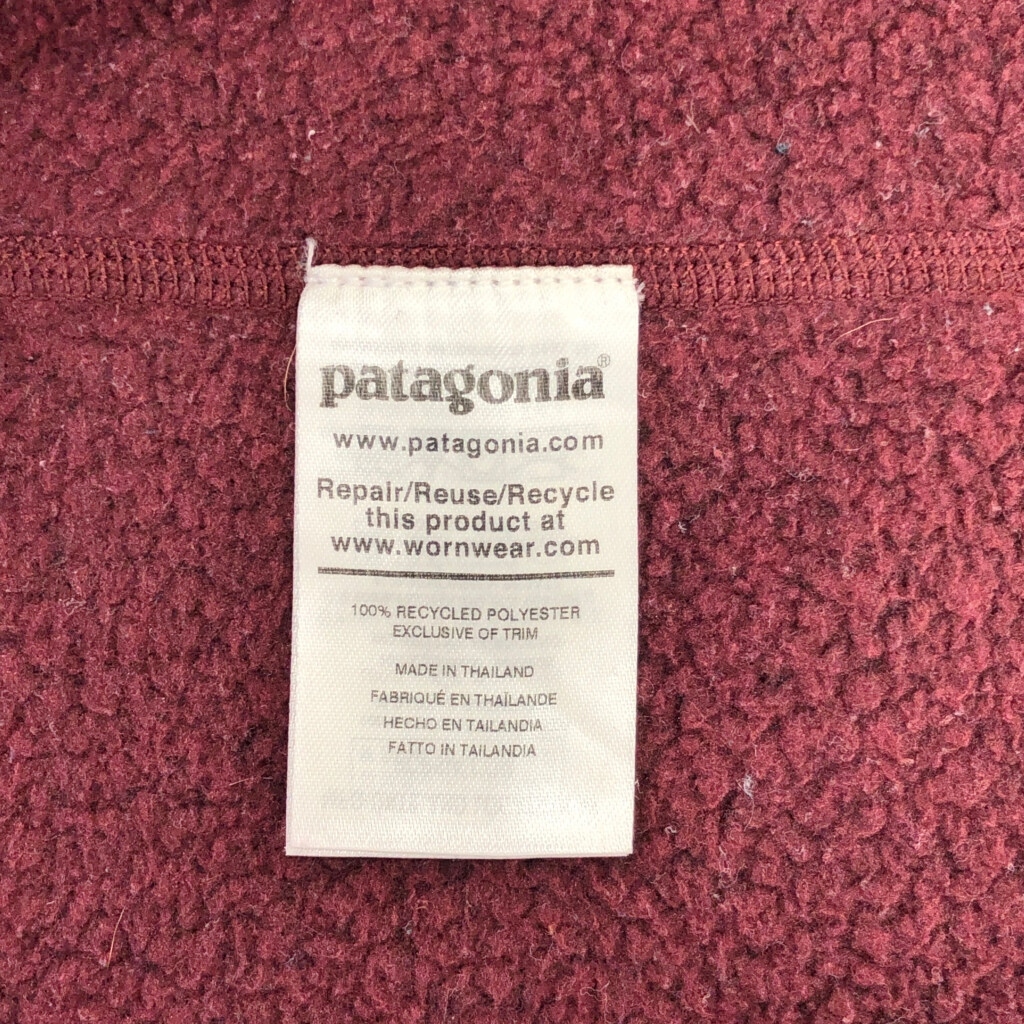 patagonia®
www.patagonia.com
Repair/Reuse/Recycle
this product at
www.wornwear.com
100% RECYCLED POLYESTER
EXCLUSIVE OF TRIM
MADE IN THAILAND
FABRIQUÉ EN THAÏLANDE
HECHO EN TAILANDIA
FATTO IN TAILANDIA